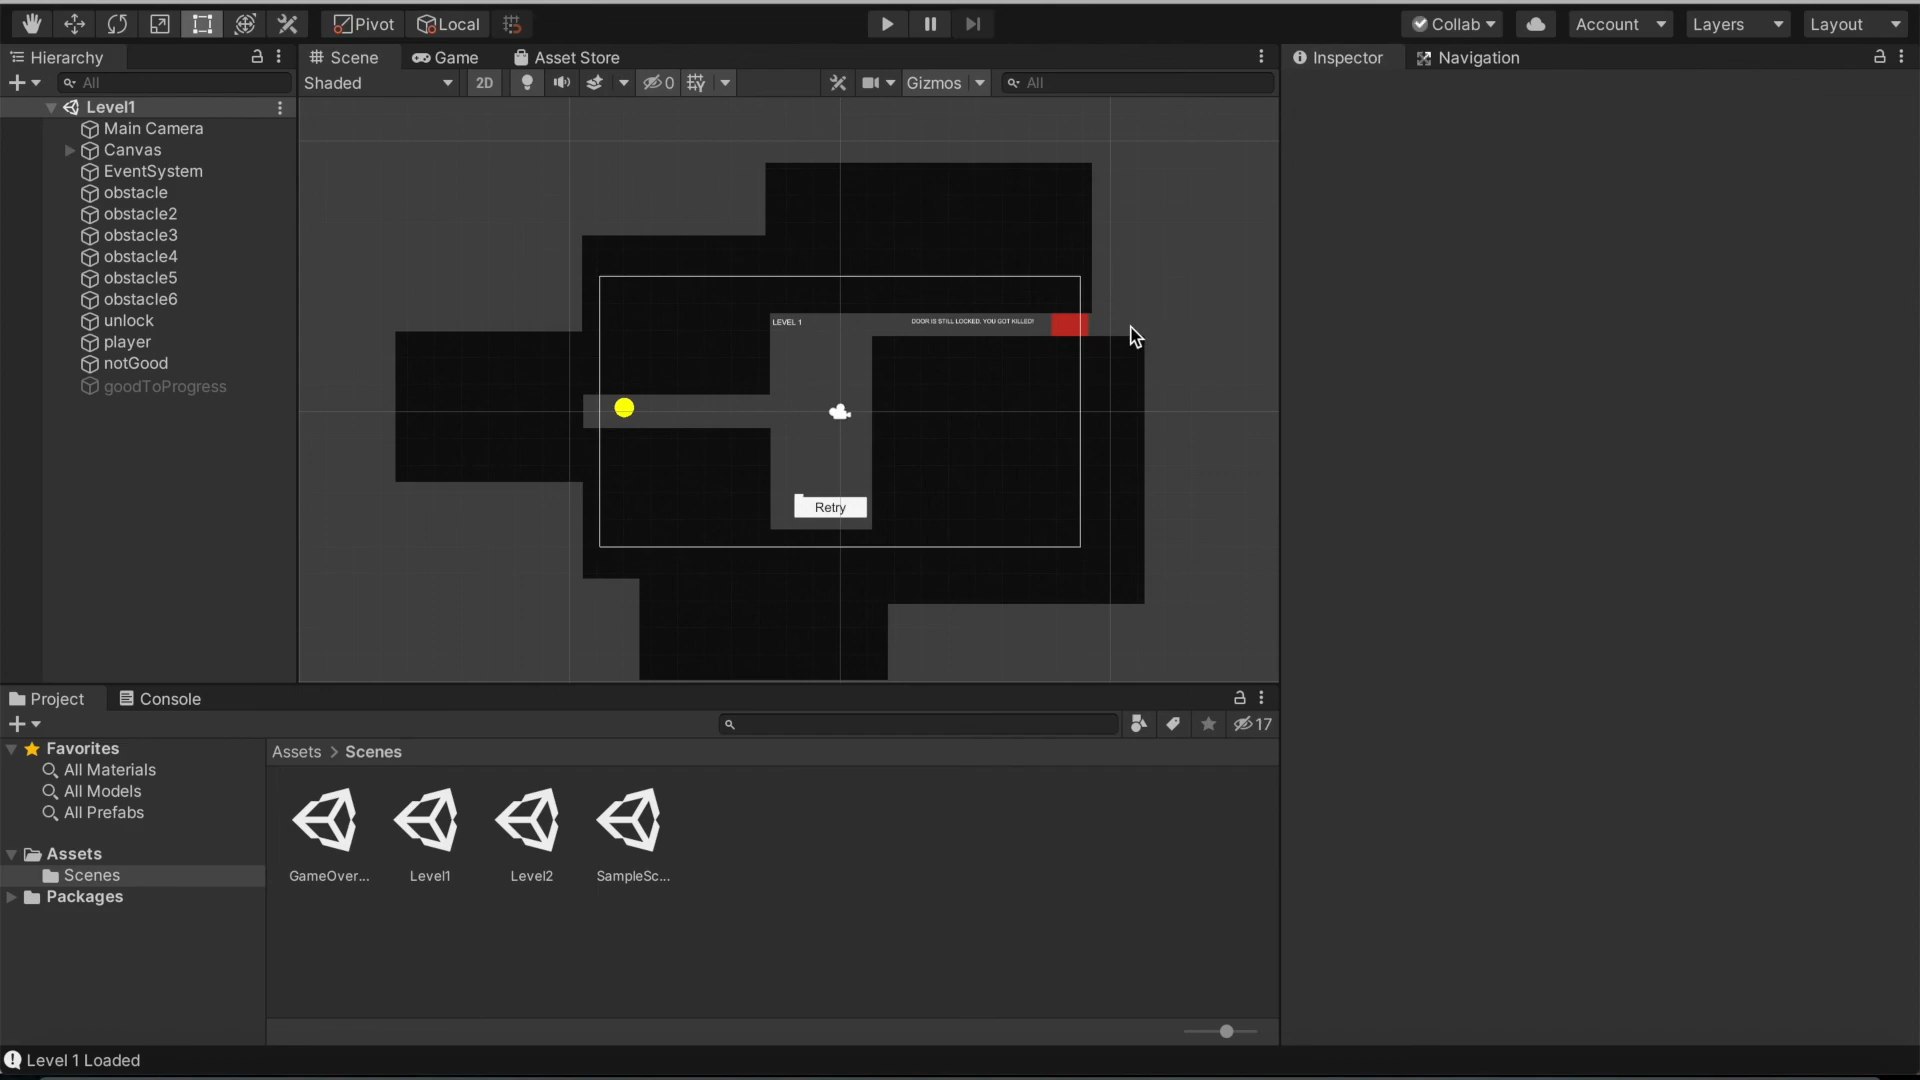 Pivot Local Collab Account Layers Layout
Hierarchy Scene Game Asset Store Inspector Navigation
All Shaded 2D 0 Gizmos All
Level1
Main Camera
Canvas
EventSystem
obstacle
obstacle2
obstacle3
obstacle4
obstacle5
obstacle6
unlock
player
notGood
goodToProgress
LEVEL 1 DOOR IS STILL LOCKED. YOU GOT KILLED!
Retry
Project Console
17
Favorites
All Materials
All Models
All Prefabs
Assets
Scenes
Packages
Assets > Scenes
GameOver... Level1 Level2 SampleSc...
Level 1 Loaded